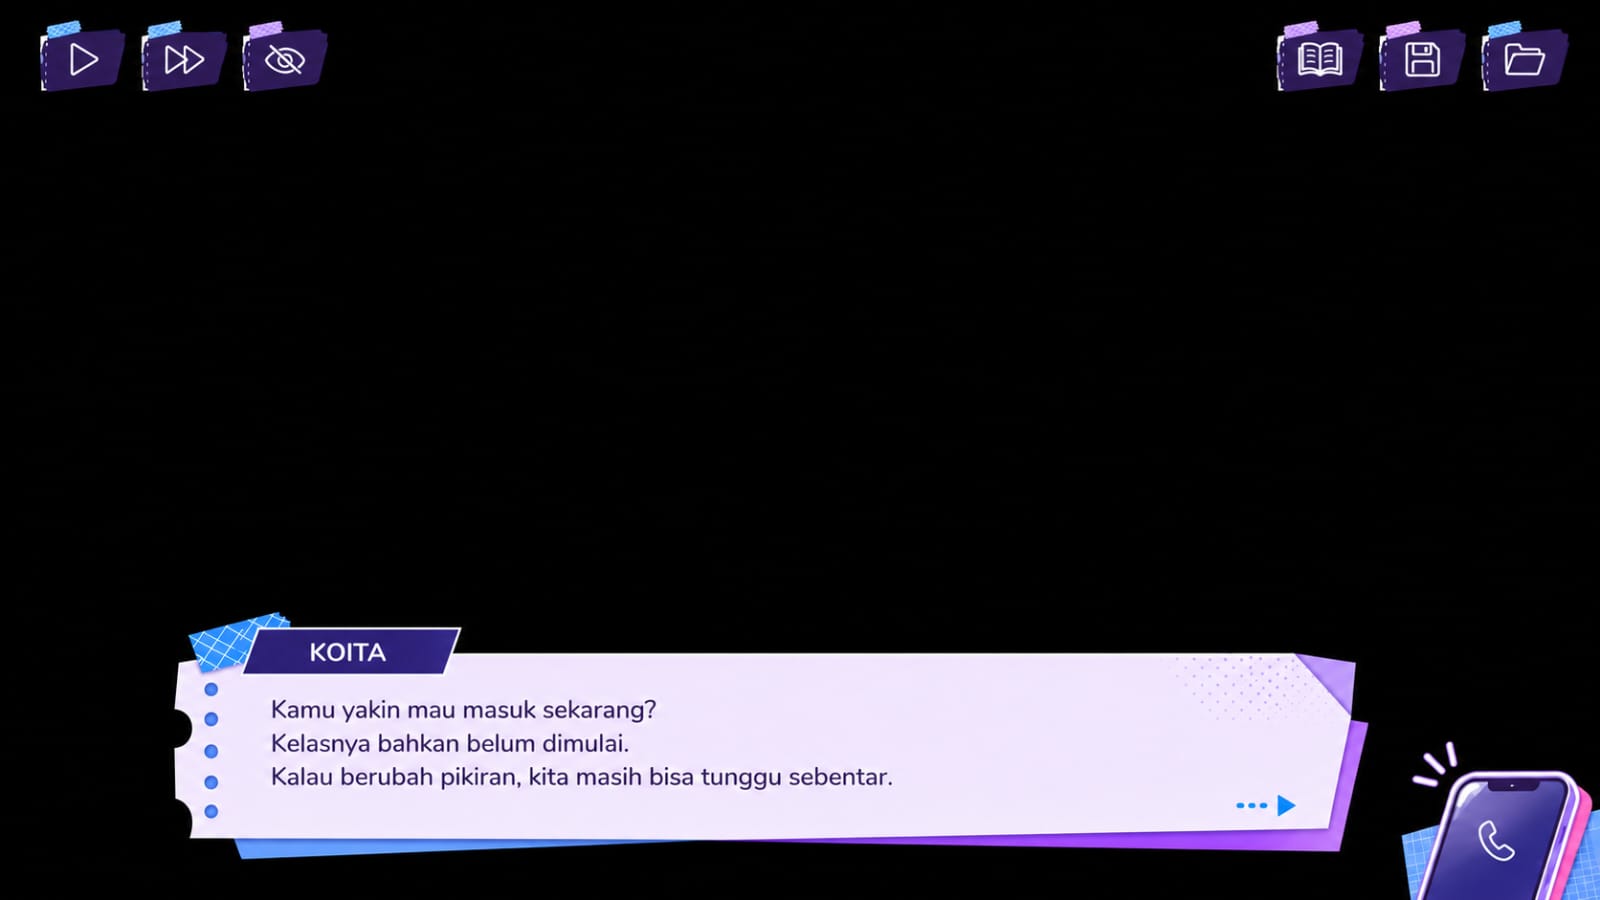 KOITA
Kamu yakin mau masuk sekarang?
Kelasnya bahkan belum dimulai.
Kalau berubah pikiran, kita masih bisa tunggu sebentar.